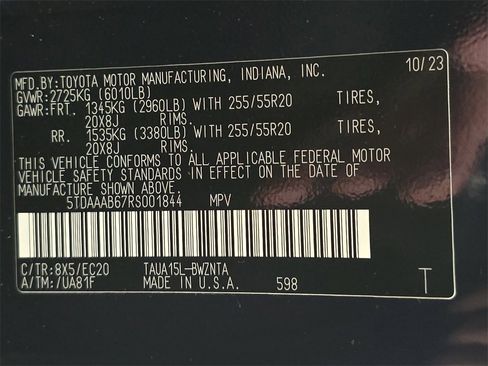 MFD.BY:TOYOTA MOTOR MANUFACTURING, INDIANA, INC. 10/23
GVWR:2725KG (6010LB)
GAWR:FRT. 1345KG (2960LB) WITH 255/55R20 TIRES,
20X8J RIMS.
RR. 1535KG (3380LB) WITH 255/55R20 TIRES,
20X8J RIMS.
THIS VEHICLE CONFORMS TO ALL APPLICABLE FEDERAL MOTOR
VEHICLE SAFETY STANDARDS IN EFFECT ON THE DATE OF
MANUFACTURE SHOWN ABOVE.
5TDAAAB67RS001844 MPV
C/TR:8X5/EC20 TAUA15L-BWZNTA
A/TM:/UA81F MADE IN U.S.A. 598 T